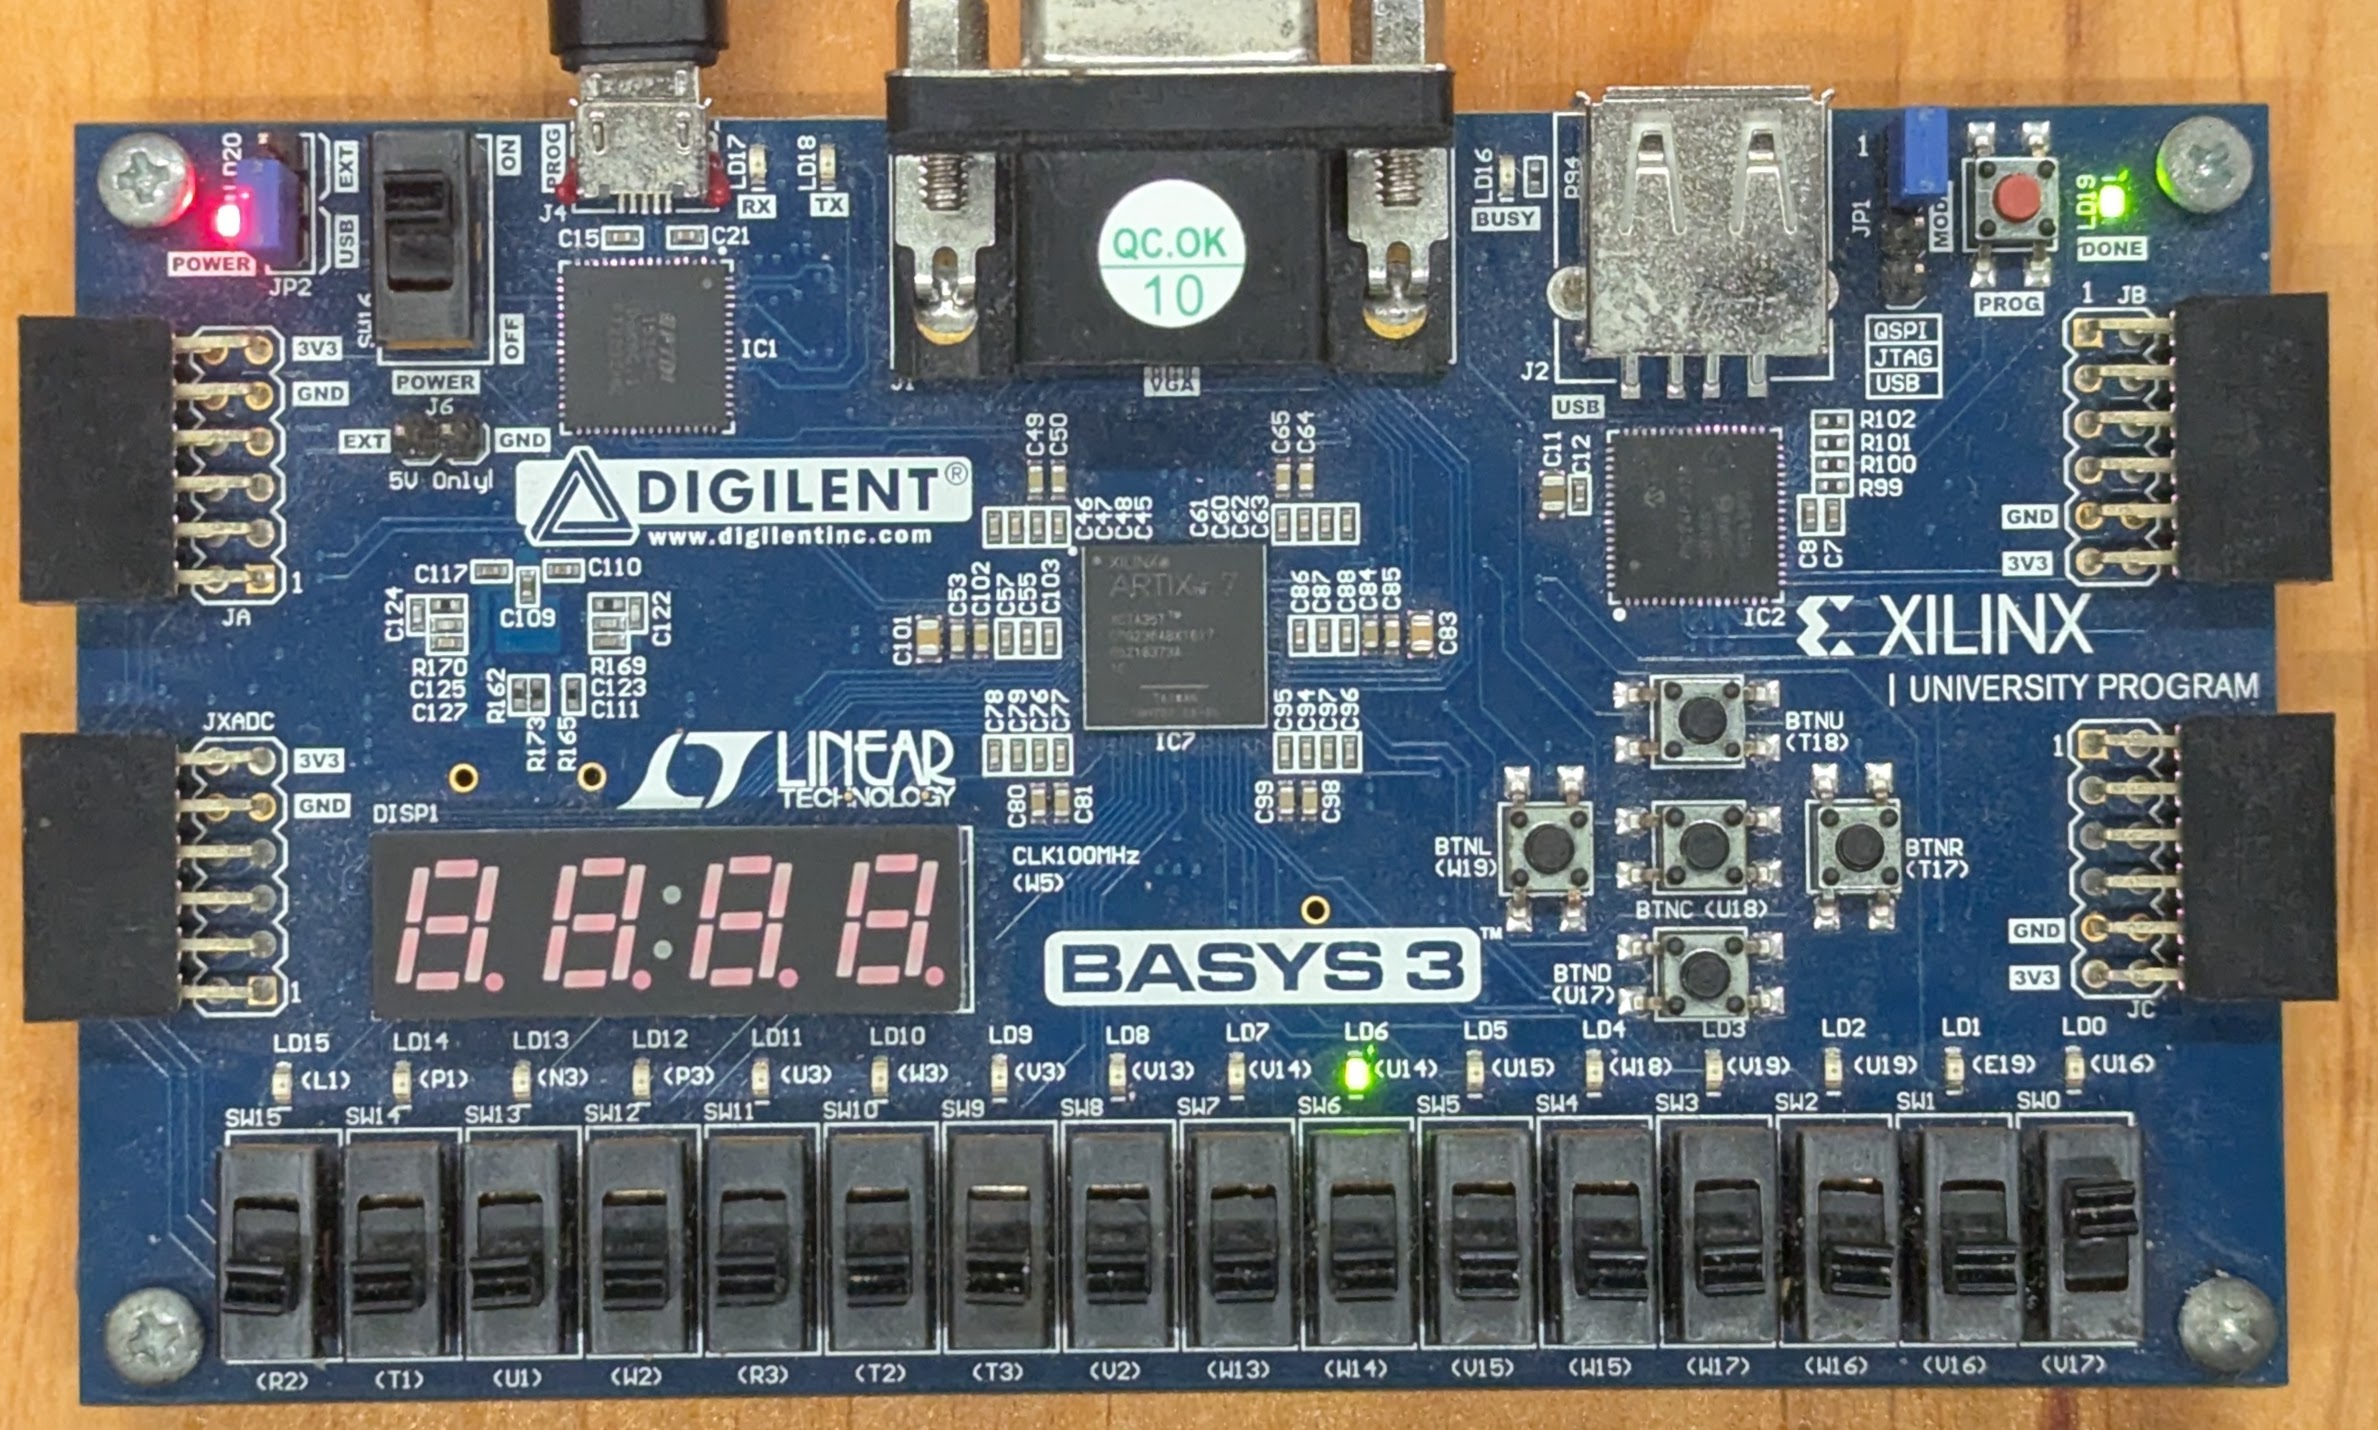 LD20
EXT
USB
POWER
JP2
ON
OFF
SW16
POWER
PROG
J4
LD17
RX
LD18
TX
C15
C21
IC1
QC.OK
10
J1
VGA
LD16
BUSY
R94
J2
USB
1
JP1
PROG
LD19
DONE
QSPI
JTAG
USB
3V3
GND
1
JA
J6
EXT
GND
5V Only!
DIGILENT®
www.digilentinc.com
C49
C50
C65
C64
C46
C47
C48
C45
C61
C60
C62
C63
C11
C12
R102
R101
R100
R99
C8
C7
IC2
1 JB
GND
3V3
C117
C110
C109
C124
C122
R170
C125
C127
R162
R173
R165
R169
C123
C111
C101
C53
C102
C57
C55
C103
XILINX®
ARTIX™ 7
TAIWAN
IC7
C86
C87
C88
C84
C85
C83
XILINX
UNIVERSITY PROGRAM
C78
C79
C76
C77
C95
C94
C97
C96
C80
C81
C99
C98
JXADC
3V3
GND
1
LINEAR
TECHNOLOGY
DISP1
CLK100MHz
(W5)
BTNU
(T18)
BTNL
(W19)
BTNR
(T17)
BTNC (U18)
BTND
(U17)
1
GND
3V3
JC
BASYS 3™
LD15 LD14 LD13 LD12 LD11 LD10 LD9 LD8 LD7 LD6 LD5 LD4 LD3 LD2 LD1 LD0
(L1) (P1) (N3) (P3) (U3) (W3) (V3) (V13) (V14) (U14) (U15) (W18) (V19) (U19) (E19) (U16)
SW15 SW14 SW13 SW12 SW11 SW10 SW9 SW8 SW7 SW6 SW5 SW4 SW3 SW2 SW1 SW0
(R2) (T1) (U1) (W2) (R3) (T2) (T3) (V2) (W13) (W14) (V15) (W15) (W17) (W16) (V16) (V17)